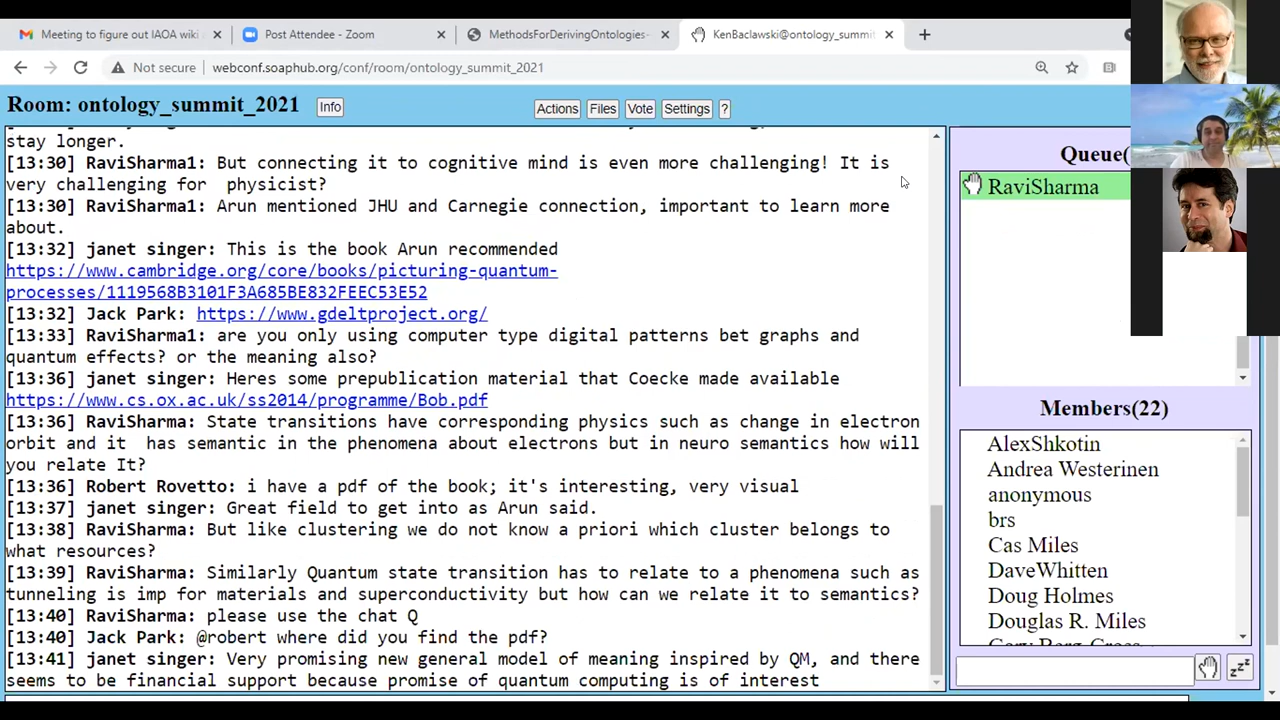 Meeting to figure out IAOA wiki
Post Attendee - Zoom
MethodsForDerivingOntologies-
KenBaclawski@ontology_summit
Not secure
webconf.soaphub.org/conf/room/ontology_summit_2021
Room: ontology_summit_2021
Info
Actions
Files
Vote
Settings
?
stay longer.
[13:30] RaviSharma1: But connecting it to cognitive mind is even more challenging! It is
very challenging for physicist?
[13:30] RaviSharma1: Arun mentioned JHU and Carnegie connection, important to learn more
about.
[13:32] janet singer: This is the book Arun recommended
https://www.cambridge.org/core/books/picturing-quantum-
processes/1119568B3101F3A685BE832FEEC53E52
[13:32] Jack Park: https://www.gdeltproject.org/
[13:33] RaviSharma1: are you only using computer type digital patterns bet graphs and
quantum effects? or the meaning also?
[13:36] janet singer: Heres some prepublication material that Coecke made available
https://www.cs.ox.ac.uk/ss2014/programme/Bob.pdf
[13:36] RaviSharma: State transitions have corresponding physics such as change in electron
orbit and it has semantic in the phenomena about electrons but in neuro semantics how will
you relate It?
[13:36] Robert Rovetto: i have a pdf of the book; it's interesting, very visual
[13:37] janet singer: Great field to get into as Arun said.
[13:38] RaviSharma: But like clustering we do not know a priori which cluster belongs to
what resources?
[13:39] RaviSharma: Similarly Quantum state transition has to relate to a phenomena such as
tunneling is imp for materials and superconductivity but how can we relate it to semantics?
[13:40] RaviSharma: please use the chat Q
[13:40] Jack Park: @robert where did you find the pdf?
[13:41] janet singer: Very promising new general model of meaning inspired by QM, and there
seems to be financial support because promise of quantum computing is of interest
Queue(
RaviSharma
Members(22)
AlexShkotin
Andrea Westerinen
anonymous
brs
Cas Miles
DaveWhitten
Doug Holmes
Douglas R. Miles
zzZ